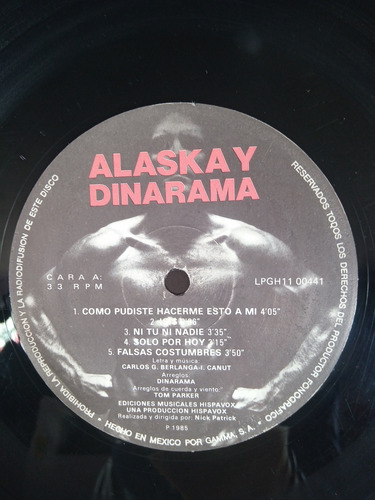 ALASKA Y
DINARAMA
CARA A:
33 RPM
LPGH11 00441
1. COMO PUDISTE HACERME ESTO A MI 4'05"
3. NI TU NI NADIE 3'35"
4. SOLO POR HOY 3'15"
5. FALSAS COSTUMBRES 3'50"
Letra y música:
CARLOS G. BERLANGA-I. CANUT
Arreglos:
DINARAMA
Arreglos de cuerda y viento:
TOM PARKER
EDICIONES MUSICALES HISPAVOX
UNA PRODUCCION HISPAVOX
Realizada y dirigida por: Nick Patrick
P 1985
PROHIBIDA LA REPRODUCCION Y LA RADIODIFUSION DE ESTE DISCO
HECHO EN MEXICO POR GAMMA, S.A.
RESERVADOS TODOS LOS DERECHOS DEL PRODUCTOR FONOGRAFICO